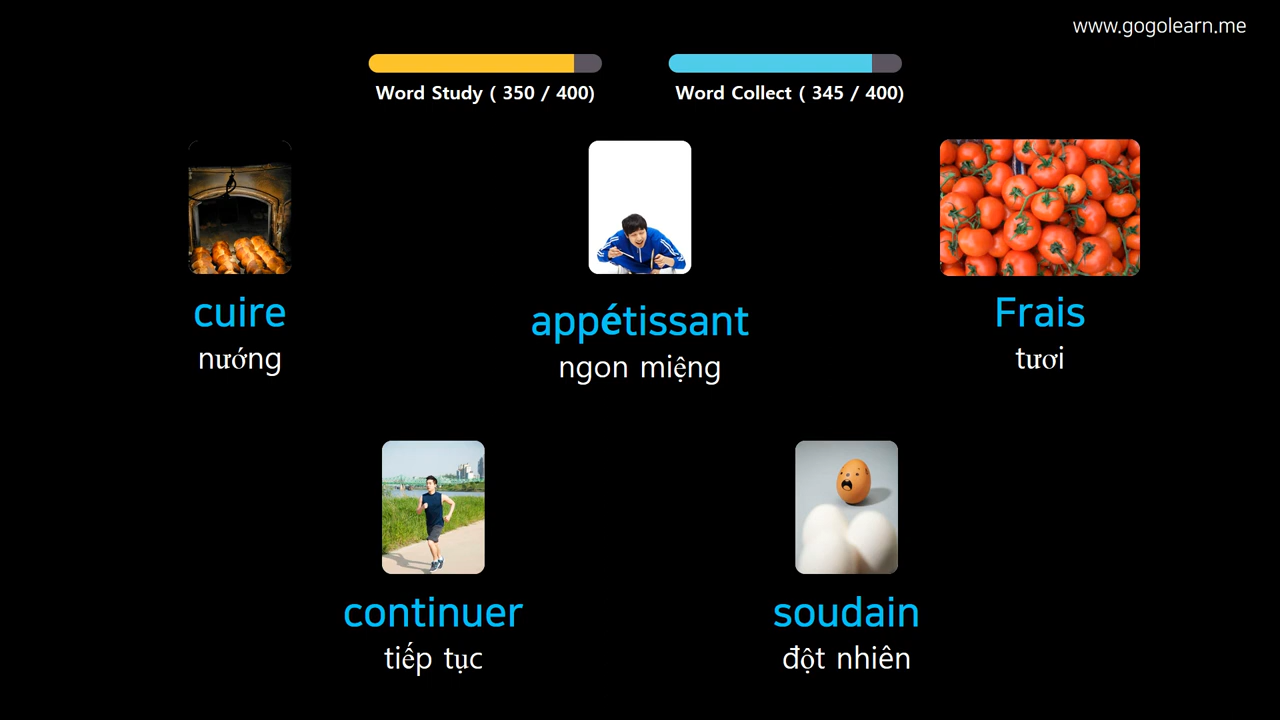 www.gogolearn.me
Word Study ( 350 / 400)
Word Collect ( 345 / 400)
cuire
nướng
appétissant
ngon miệng
Frais
tươi
continuer
tiếp tục
soudain
đột nhiên